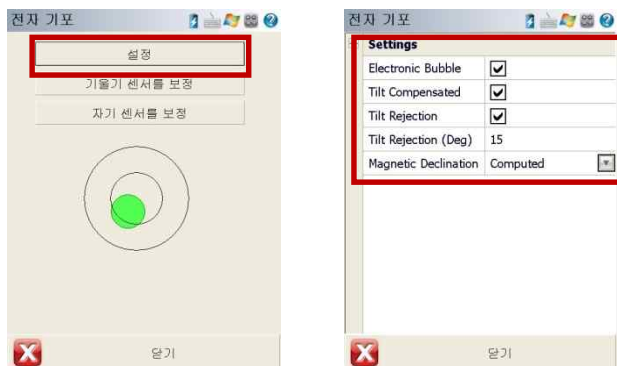 전자 기포
설정
기울기 센서를 보정
자기 센서를 보정
닫기
전자 기포
Settings
Electronic Bubble
Tilt Compensated
Tilt Rejection
Tilt Rejection (Deg) 15
Magnetic Declination Computed
닫기